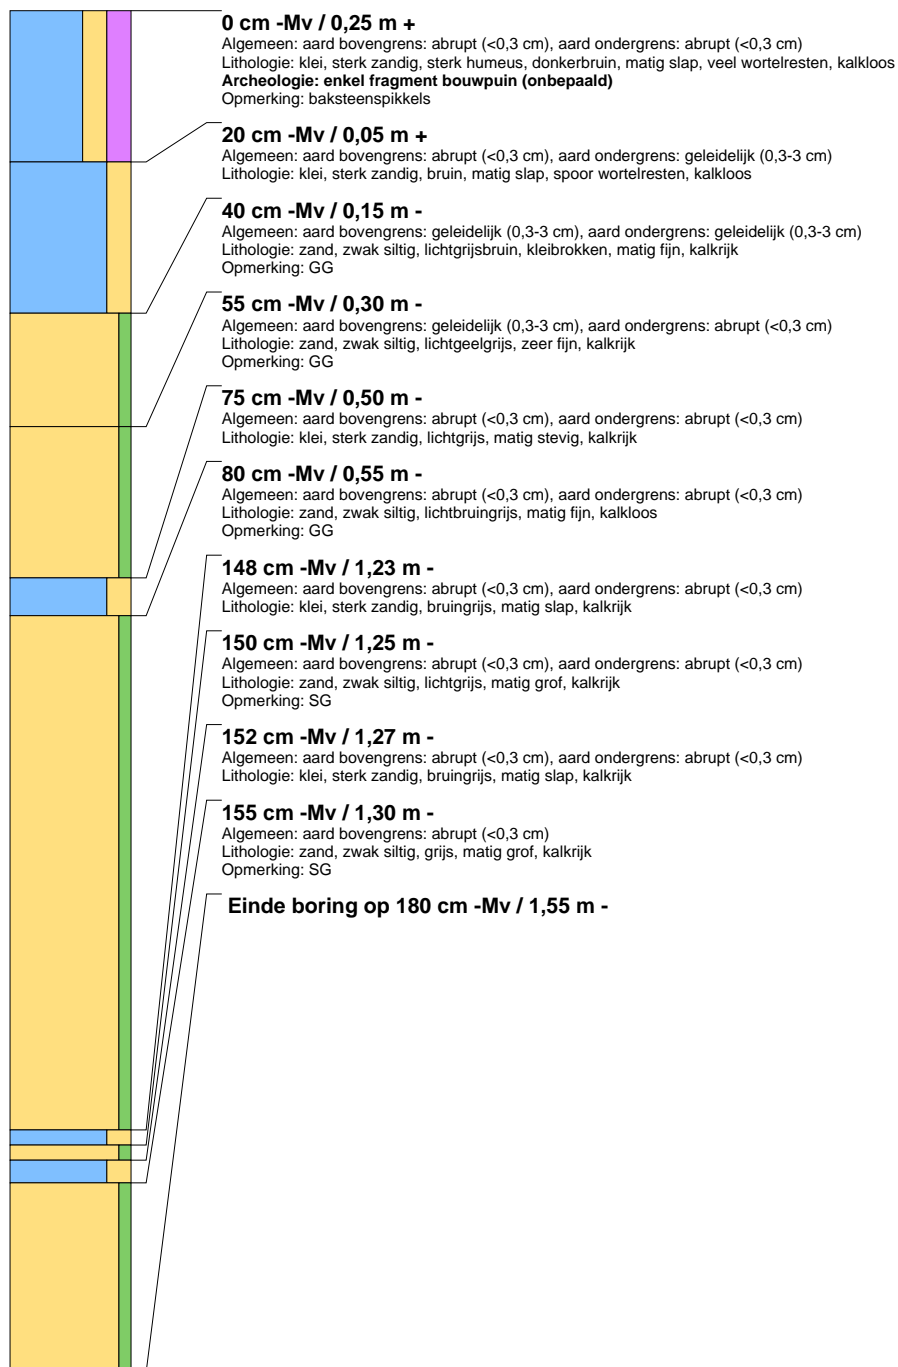 0 cm -Mv / 0,25 m +
Algemeen: aard bovengrens: abrupt (<0,3 cm), aard ondergrens: abrupt (<0,3 cm)
Lithologie: klei, sterk zandig, sterk humeus, donkerbruin, matig slap, veel wortelresten, kalkloos
Archeologie: enkel fragment bouwpuin (onbepaald)
Opmerking: baksteenspikkels
20 cm -Mv / 0,05 m +
Algemeen: aard bovengrens: abrupt (<0,3 cm), aard ondergrens: geleidelijk (0,3-3 cm)
Lithologie: klei, sterk zandig, bruin, matig slap, spoor wortelresten, kalkloos
40 cm -Mv / 0,15 m -
Algemeen: aard bovengrens: geleidelijk (0,3-3 cm), aard ondergrens: geleidelijk (0,3-3 cm)
Lithologie: zand, zwak siltig, lichtgrijsbruin, kleibrokken, matig fijn, kalkrijk
Opmerking: GG
55 cm -Mv / 0,30 m -
Algemeen: aard bovengrens: geleidelijk (0,3-3 cm), aard ondergrens: abrupt (<0,3 cm)
Lithologie: zand, zwak siltig, lichtgeelgrijs, zeer fijn, kalkrijk
Opmerking: GG
75 cm -Mv / 0,50 m -
Algemeen: aard bovengrens: abrupt (<0,3 cm), aard ondergrens: abrupt (<0,3 cm)
Lithologie: klei, sterk zandig, lichtgrijs, matig stevig, kalkrijk
80 cm -Mv / 0,55 m -
Algemeen: aard bovengrens: abrupt (<0,3 cm), aard ondergrens: abrupt (<0,3 cm)
Lithologie: zand, zwak siltig, lichtbruingrijs, matig fijn, kalkloos
Opmerking: GG
148 cm -Mv / 1,23 m -
Algemeen: aard bovengrens: abrupt (<0,3 cm), aard ondergrens: abrupt (<0,3 cm)
Lithologie: klei, sterk zandig, bruingrijs, matig slap, kalkrijk
150 cm -Mv / 1,25 m -
Algemeen: aard bovengrens: abrupt (<0,3 cm), aard ondergrens: abrupt (<0,3 cm)
Lithologie: zand, zwak siltig, lichtgrijs, matig grof, kalkrijk
Opmerking: SG
152 cm -Mv / 1,27 m -
Algemeen: aard bovengrens: abrupt (<0,3 cm), aard ondergrens: abrupt (<0,3 cm)
Lithologie: klei, sterk zandig, bruingrijs, matig slap, kalkrijk
155 cm -Mv / 1,30 m -
Algemeen: aard bovengrens: abrupt (<0,3 cm)
Lithologie: zand, zwak siltig, grijs, matig grof, kalkrijk
Opmerking: SG
Einde boring op 180 cm -Mv / 1,55 m -